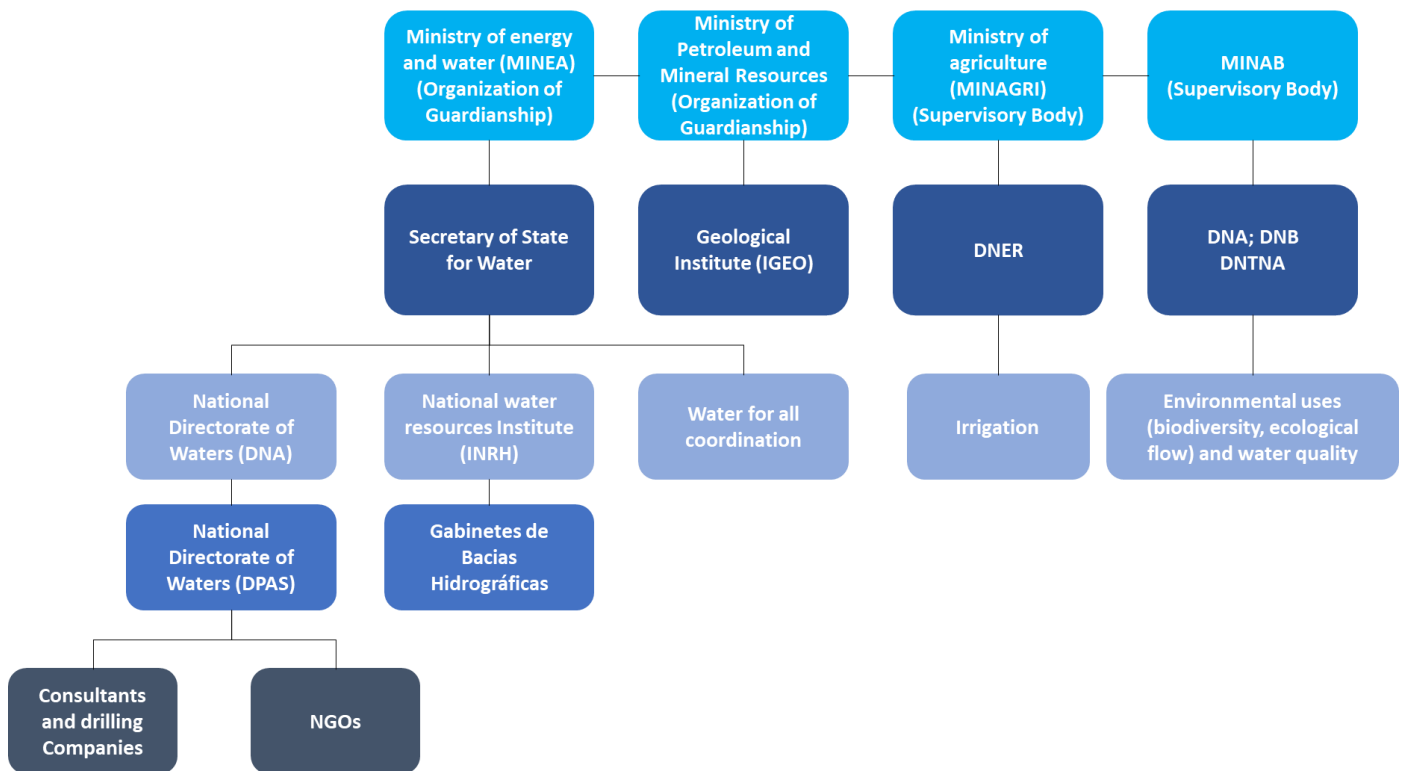 Ministry of energy
and water (MINEA)
(Organization of
Guardianship)
Ministry of
Petroleum and
Mineral Resources
(Organization of
Guardianship)
Ministry of
agriculture
(MINAGRI)
(Supervisory Body)
MINAB
(Supervisory Body)
Secretary of State
for Water
Geological
Institute (IGEO)
DNER
DNA; DNB
DNTNA
National
Directorate of
Waters (DNA)
National water
resources Institute
(INRH)
Water for all
coordination
Irrigation
Environmental uses
(biodiversity, ecological
flow) and water quality
National
Directorate of
Waters (DPAS)
Gabinetes de
Bacias
Hidrográficas
Consultants
and drilling
Companies
NGOs